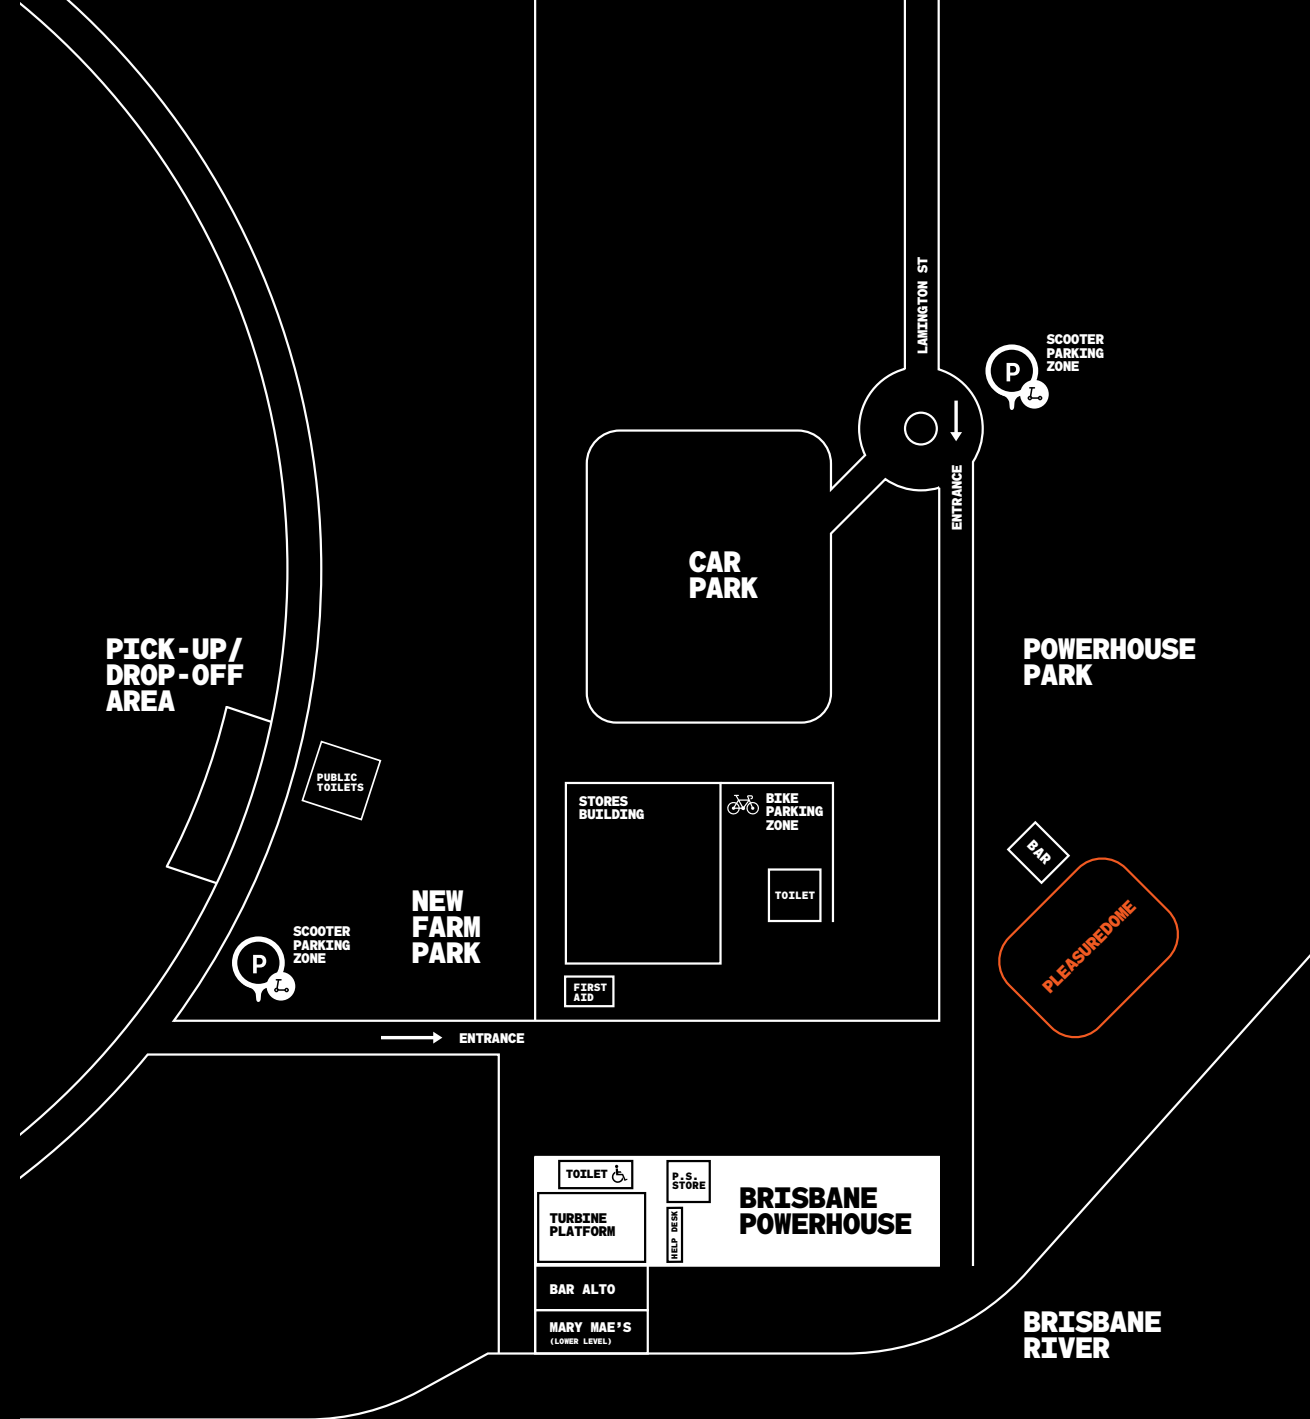 LAMINGTON ST
P
SCOOTER
PARKING
ZONE
ENTRANCE
CAR
PARK
PICK-UP/
DROP-OFF
AREA
POWERHOUSE
PARK
PUBLIC
TOILETS
STORES
BUILDING
BIKE
PARKING
ZONE
TOILET
BAR
PLEASUREDOME
NEW
FARM
PARK
P
SCOOTER
PARKING
ZONE
FIRST
AID
ENTRANCE
TOILET
P.S.
STORE
TURBINE
PLATFORM
HELP DESK
BRISBANE
POWERHOUSE
BAR ALTO
MARY MAE'S
(LOWER LEVEL)
BRISBANE
RIVER